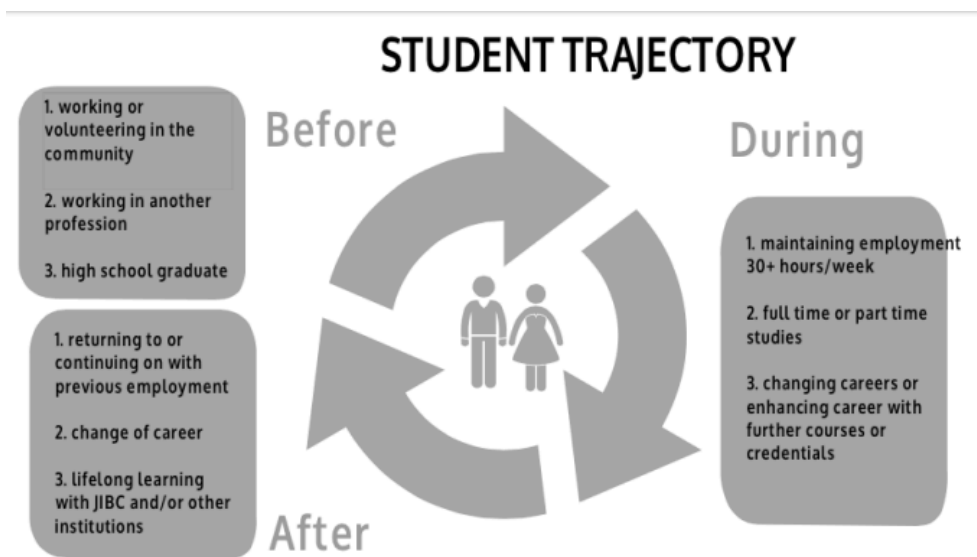 STUDENT TRAJECTORY
Before
1. working or
volunteering in the
community
2. working in another
profession
3. high school graduate
During
1. maintaining employment
30+ hours/week
2. full time or part time
studies
3. changing careers or
enhancing career with
further courses or
credentials
After
1. returning to or
continuing on with
previous employment
2. change of career
3. lifelong learning
with JIBC and/or other
institutions